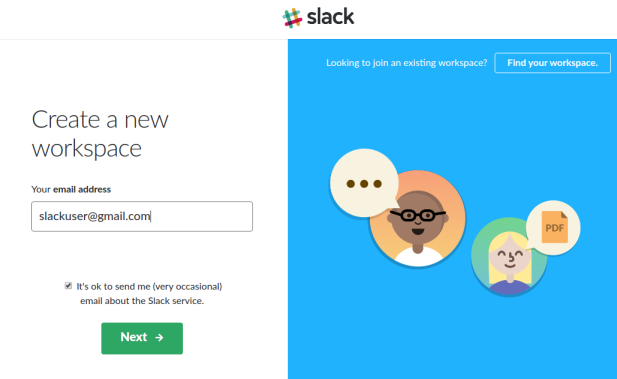 slack
Looking to join an existing workspace? Find your workspace.
Create a new
workspace
Your email address
slackuser@gmail.com
It's ok to send me (very occasional)
email about the Slack service.
Next →
PDF